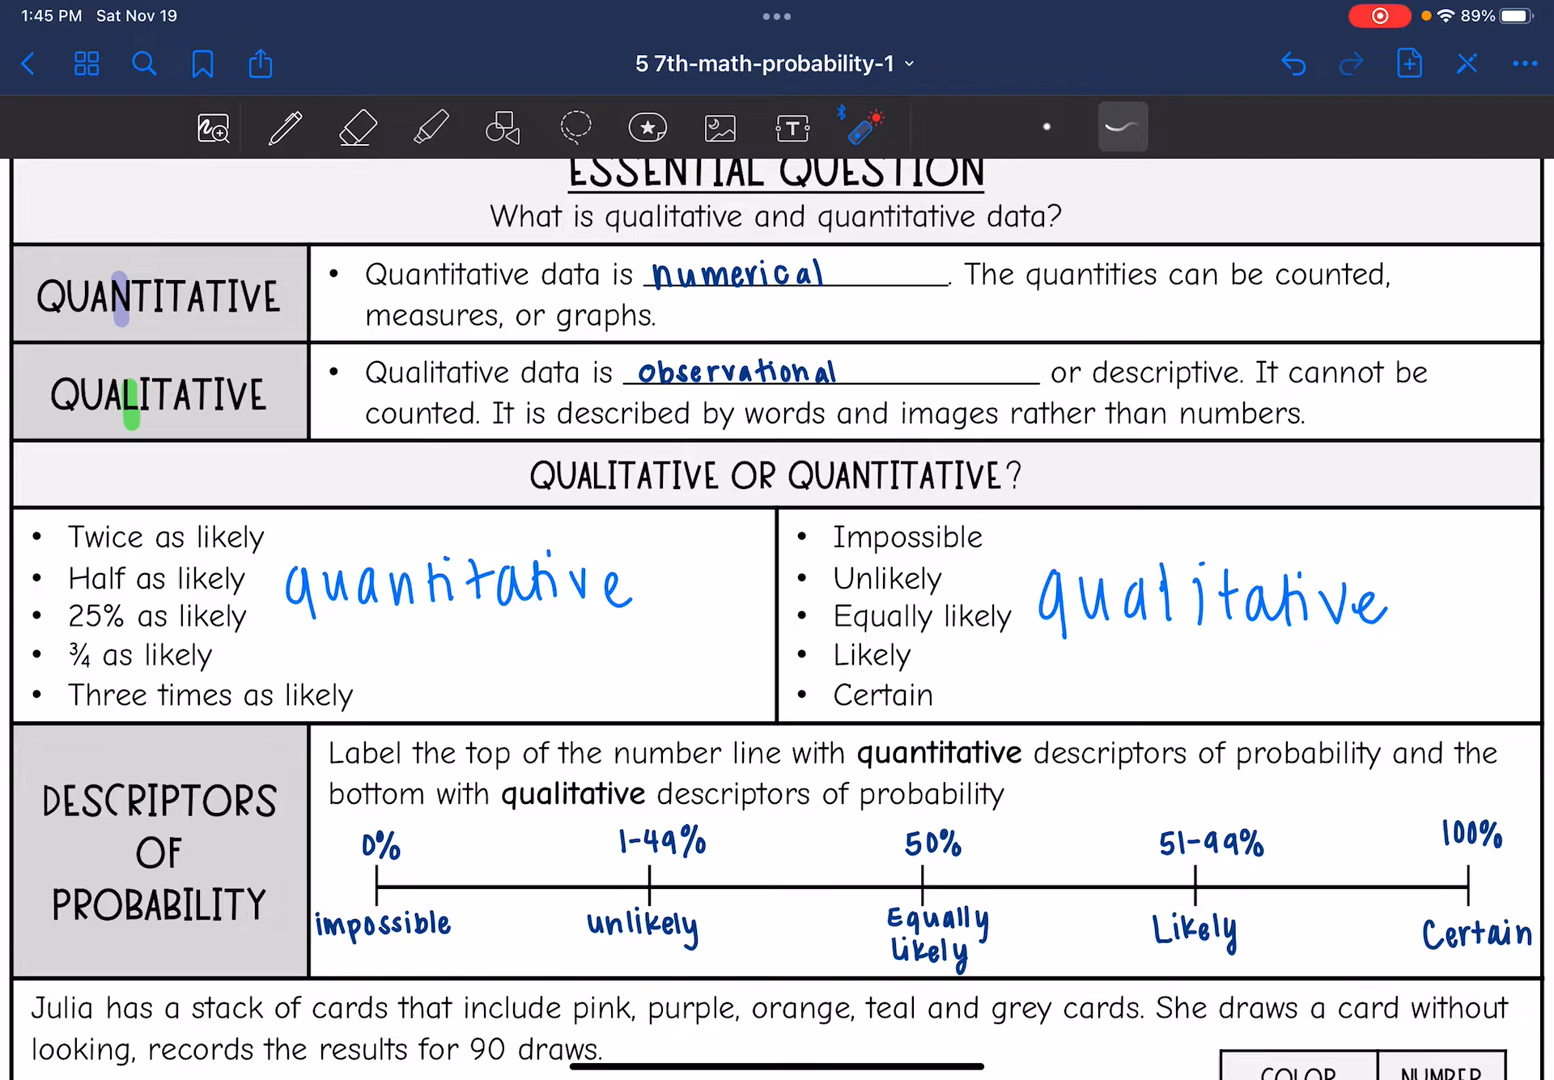 1:45 PM Sat Nov 19
89%
5 7th-math-probability-1
T
ESSENTIAL QUESTION
What is qualitative and quantitative data?
QUANTITATIVE
• Quantitative data is numerical. The quantities can be counted,
measures, or graphs.
QUALITATIVE
• Qualitative data is observational or descriptive. It cannot be
counted. It is described by words and images rather than numbers.
QUALITATIVE OR QUANTITATIVE?
• Twice as likely
• Half as likely
• 25% as likely
• ¾ as likely
• Three times as likely
quantitative
• Impossible
• Unlikely
• Equally likely
• Likely
• Certain
qualitative
DESCRIPTORS
OF
PROBABILITY
Label the top of the number line with quantitative descriptors of probability and the
bottom with qualitative descriptors of probability
0% 1-49% 50% 51-99% 100%
impossible unlikely Equally likely Likely Certain
Julia has a stack of cards that include pink, purple, orange, teal and grey cards. She draws a card without
looking, records the results for 90 draws.
COLOR NUMBER